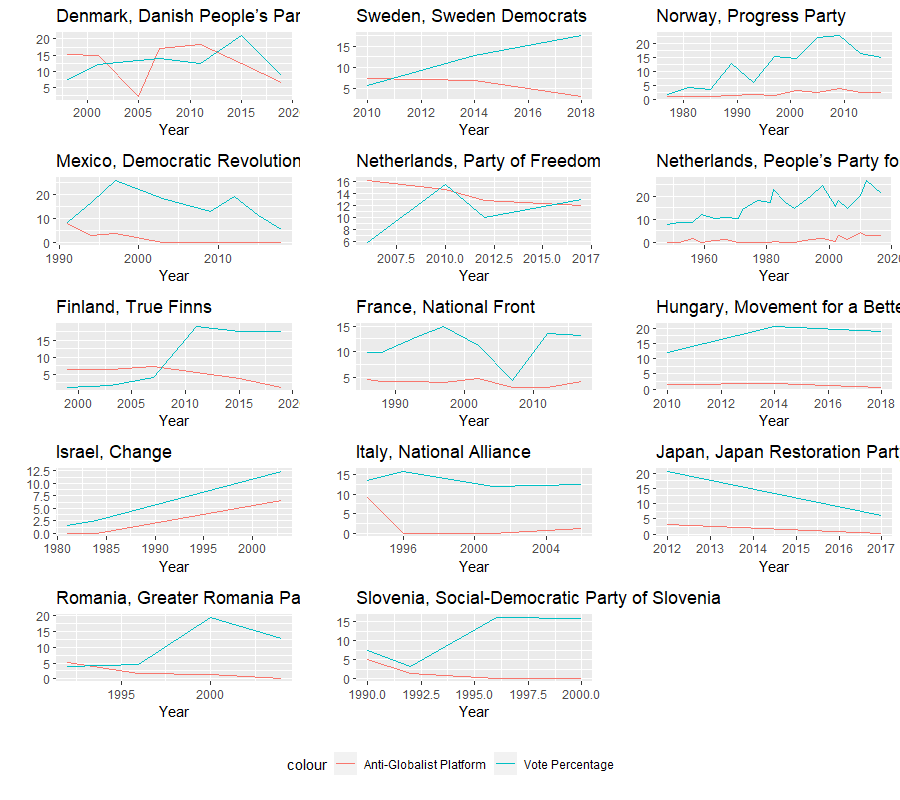 Denmark, Danish People’s Par
20
15
10
5
2000 2005 2010 2015 202
Year
Sweden, Sweden Democrats
15
10
5
2010 2012 2014 2016 2018
Year
Norway, Progress Party
20
15
10
5
0
1980 1990 2000 2010
Year
Mexico, Democratic Revolution
20
10
0
1990 2000 2010
Year
Netherlands, Party of Freedom
16
14
12
10
8
6
2007.5 2010.0 2012.5 2015.0 2017
Year
Netherlands, People’s Party fo
20
10
0
1960 1980 2000 2020
Year
Finland, True Finns
15
10
5
2000 2005 2010 2015 202
Year
France, National Front
15
10
5
1990 2000 2010
Year
Hungary, Movement for a Bette
20
15
10
5
0
2010 2012 2014 2016 2018
Year
Israel, Change
12.5
10.0
7.5
5.0
2.5
0.0
1980 1985 1990 1995 2000
Year
Italy, National Alliance
15
10
5
0
1996 2000 2004
Year
Japan, Japan Restoration Part
20
15
10
5
0
2012 2013 2014 2015 2016 2017
Year
Romania, Greater Romania Pa
20
15
10
5
0
1995 2000
Year
Slovenia, Social-Democratic Party of Slovenia
15
10
5
0
1990.0 1992.5 1995.0 1997.5 2000.0
Year
colour Anti-Globalist Platform Vote Percentage